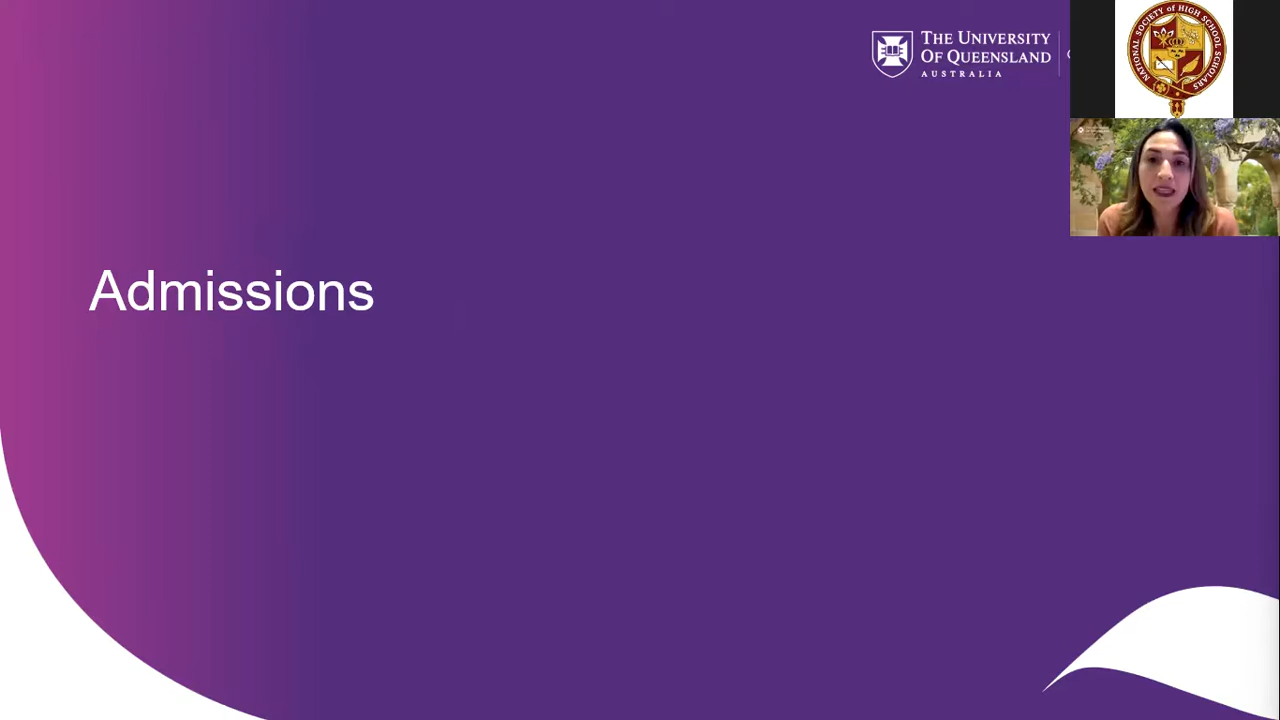 THE UNIVERSITY
OF QUEENSLAND
AUSTRALIA
NATIONAL SOCIETY of HIGH SCHOOL SCHOLARS
Admissions